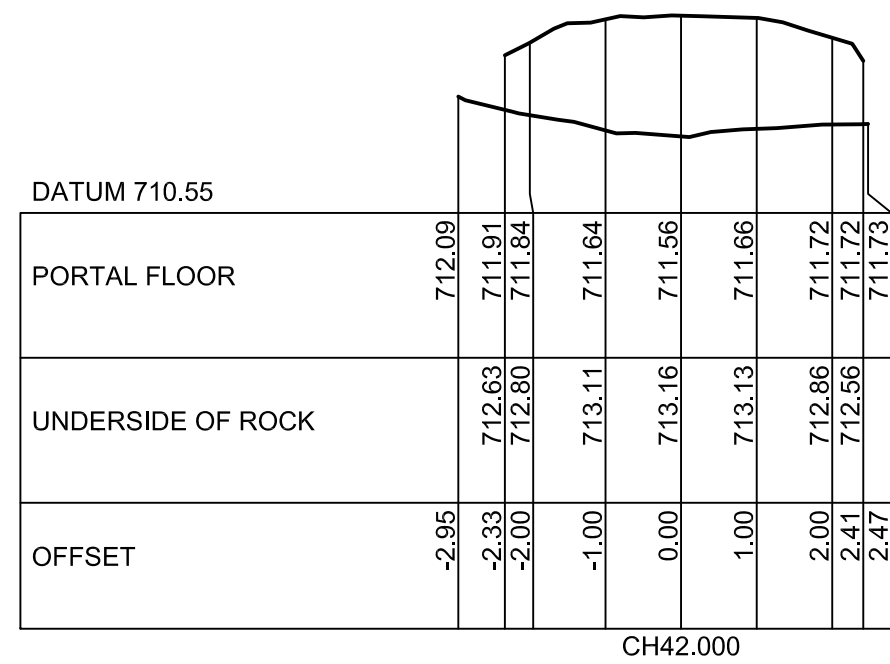 DATUM 710.55
PORTAL FLOOR 712.09 711.91 711.84 711.64 711.56 711.66 711.72 711.72 711.73
UNDERSIDE OF ROCK 712.63 712.80 713.11 713.16 713.13 712.86 712.56
OFFSET -2.95 -2.33 -2.00 -1.00 0.00 1.00 2.00 2.41 2.47
CH42.000